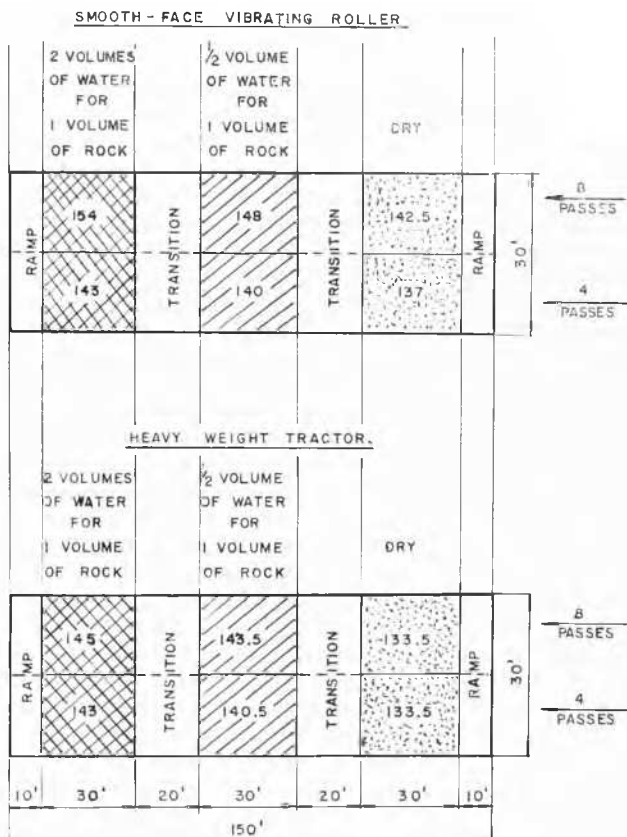 SMOOTH-FACE VIBRATING ROLLER
2 VOLUMES
OF WATER
FOR
1 VOLUME
OF ROCK
1/2 VOLUME
OF WATER
FOR
1 VOLUME
OF ROCK
DRY
RAMP
154
143
TRANSITION
148
140
TRANSITION
142.5
137
RAMP
30'
8
PASSES
4
PASSES
HEAVY WEIGHT TRACTOR.
2 VOLUMES
OF WATER
FOR
1 VOLUME
OF ROCK
1/2 VOLUME
OF WATER
FOR
1 VOLUME
OF ROCK
DRY
RAMP
145
143
TRANSITION
143.5
140.5
TRANSITION
133.5
133.5
RAMP
30'
8
PASSES
4
PASSES
10' 30' 20' 30' 20' 30' 10'
150'